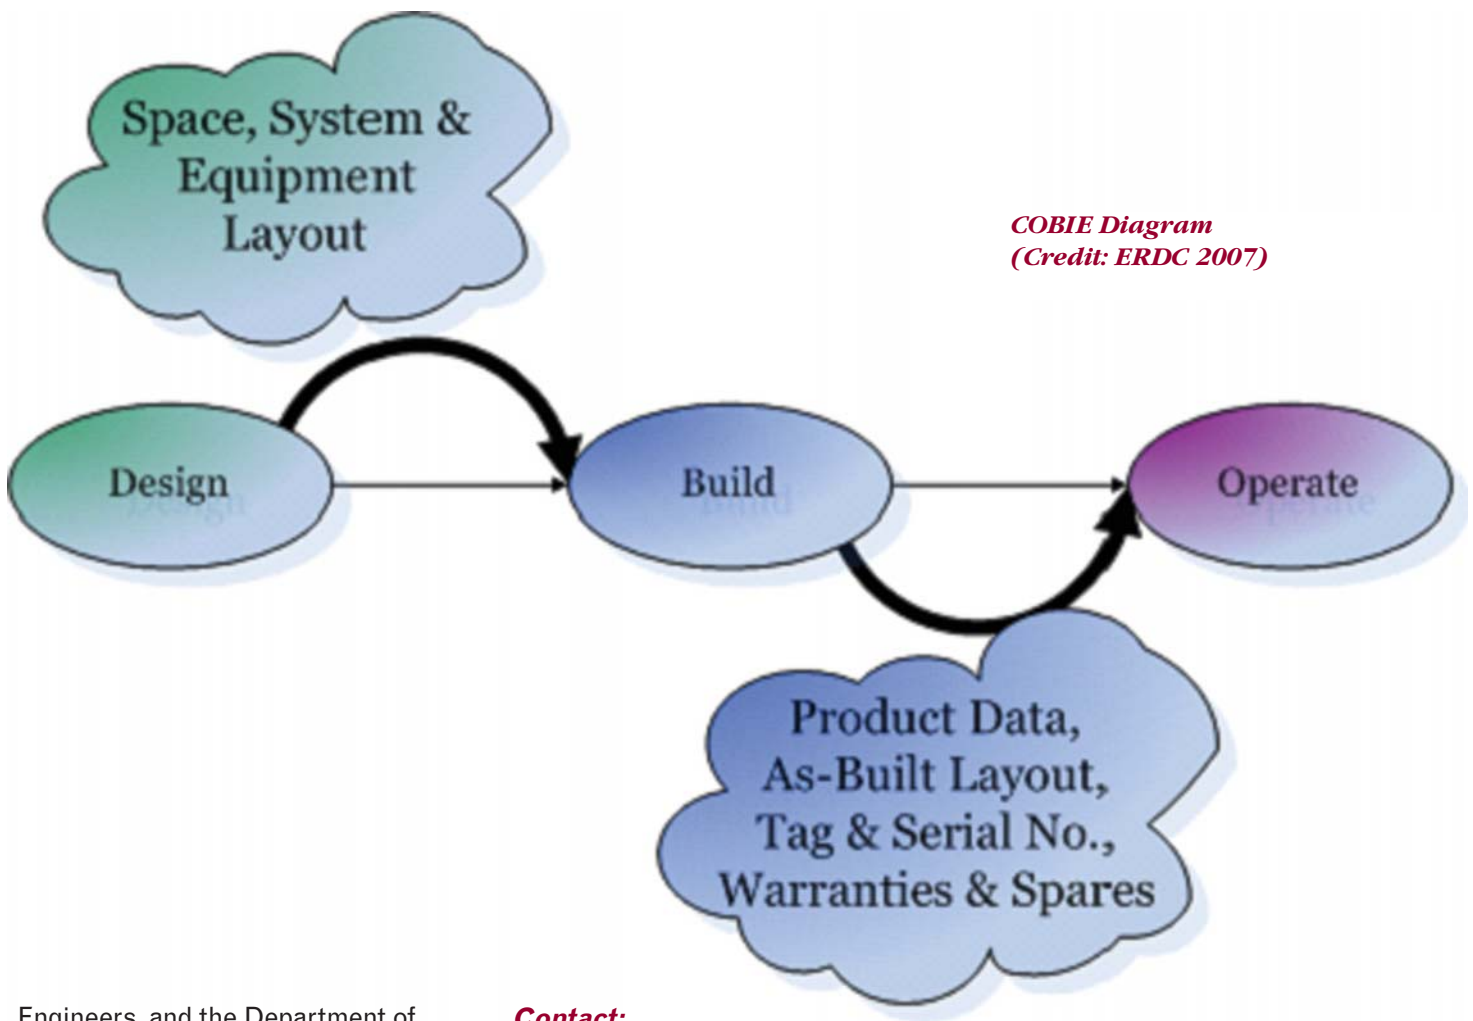 Space, System &
Equipment
Layout
COBIE Diagram
(Credit: ERDC 2007)
Design
Build
Operate
Product Data,
As-Built Layout,
Tag & Serial No.,
Warranties & Spares
Engineers, and the Department of
Contact: